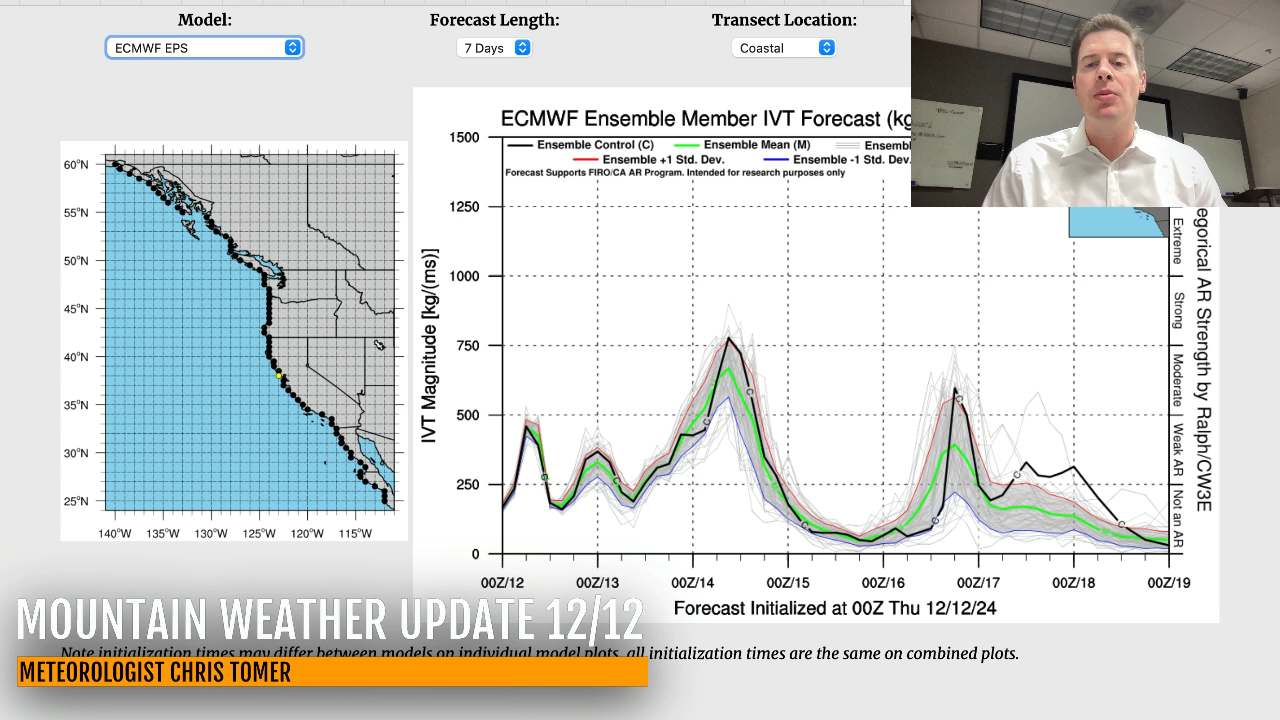 Model:
Forecast Length:
Transect Location:
ECMWF EPS
7 Days
Coastal
ECMWF Ensemble Member IVT Forecast (kg
Ensemble Control (C)
Ensemble Mean (M)
Ensembl
Ensemble +1 Std. Dev.
Ensemble -1 Std. Dev.
Forecast Supports FIRO/CA AR Program. Intended for research purposes only
60°N
55°N
50°N
45°N
40°N
35°N
30°N
25°N
140°W 135°W 130°W 125°W 120°W 115°W
IVT Magnitude [kg/(ms)]
1500
1250
1000
750
500
250
0
C C C C C C C C
00Z/12 00Z/13 00Z/14 00Z/15 00Z/16 00Z/17 00Z/18 00Z/19
Forecast Initialized at 00Z Thu 12/12/24
Extreme
Strong
Moderate
Weak AR
Not an AR
egorical AR Strength by Ralph/CW3E
MOUNTAIN WEATHER UPDATE 12/12
Note initialization times may differ between models on individual model plots, all initialization times are the same on combined plots.
METEOROLOGIST CHRIS TOMER